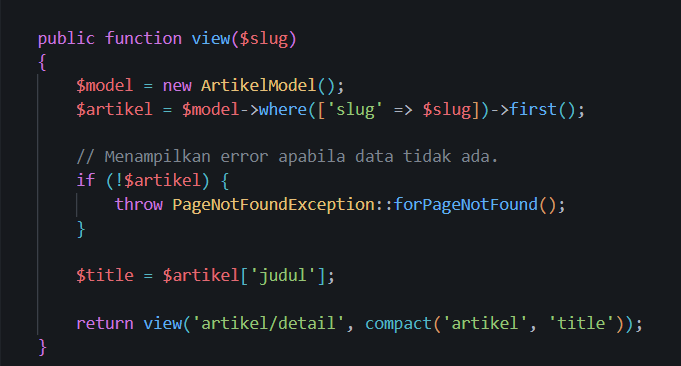 public function view($slug)
{
    $model = new ArtikelModel();
    $artikel = $model->where(['slug' => $slug])->first();

    // Menampilkan error apabila data tidak ada.
    if (!$artikel) {
        throw PageNotFoundException::forPageNotFound();
    }

    $title = $artikel['judul'];

    return view('artikel/detail', compact('artikel', 'title'));
}